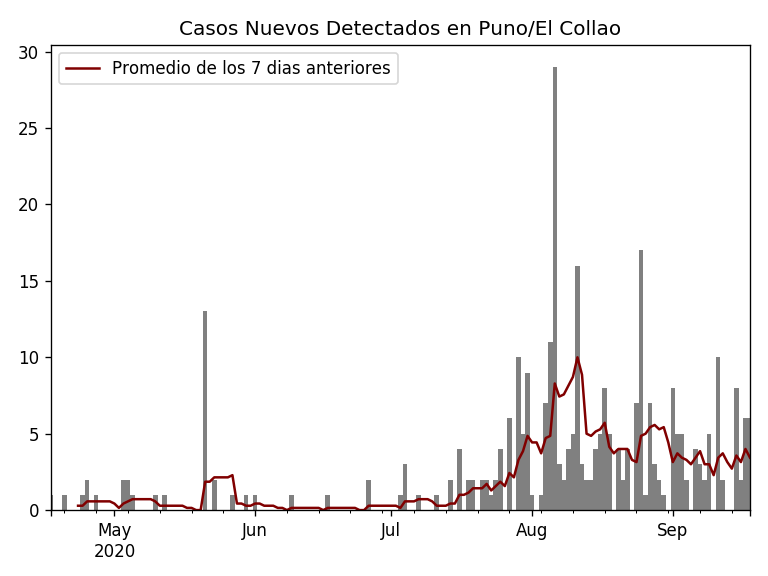 Casos Nuevos Detectados en Puno/El Collao
Promedio de los 7 dias anteriores
30
25
20
15
10
5
0
May Jun Jul Aug Sep
2020